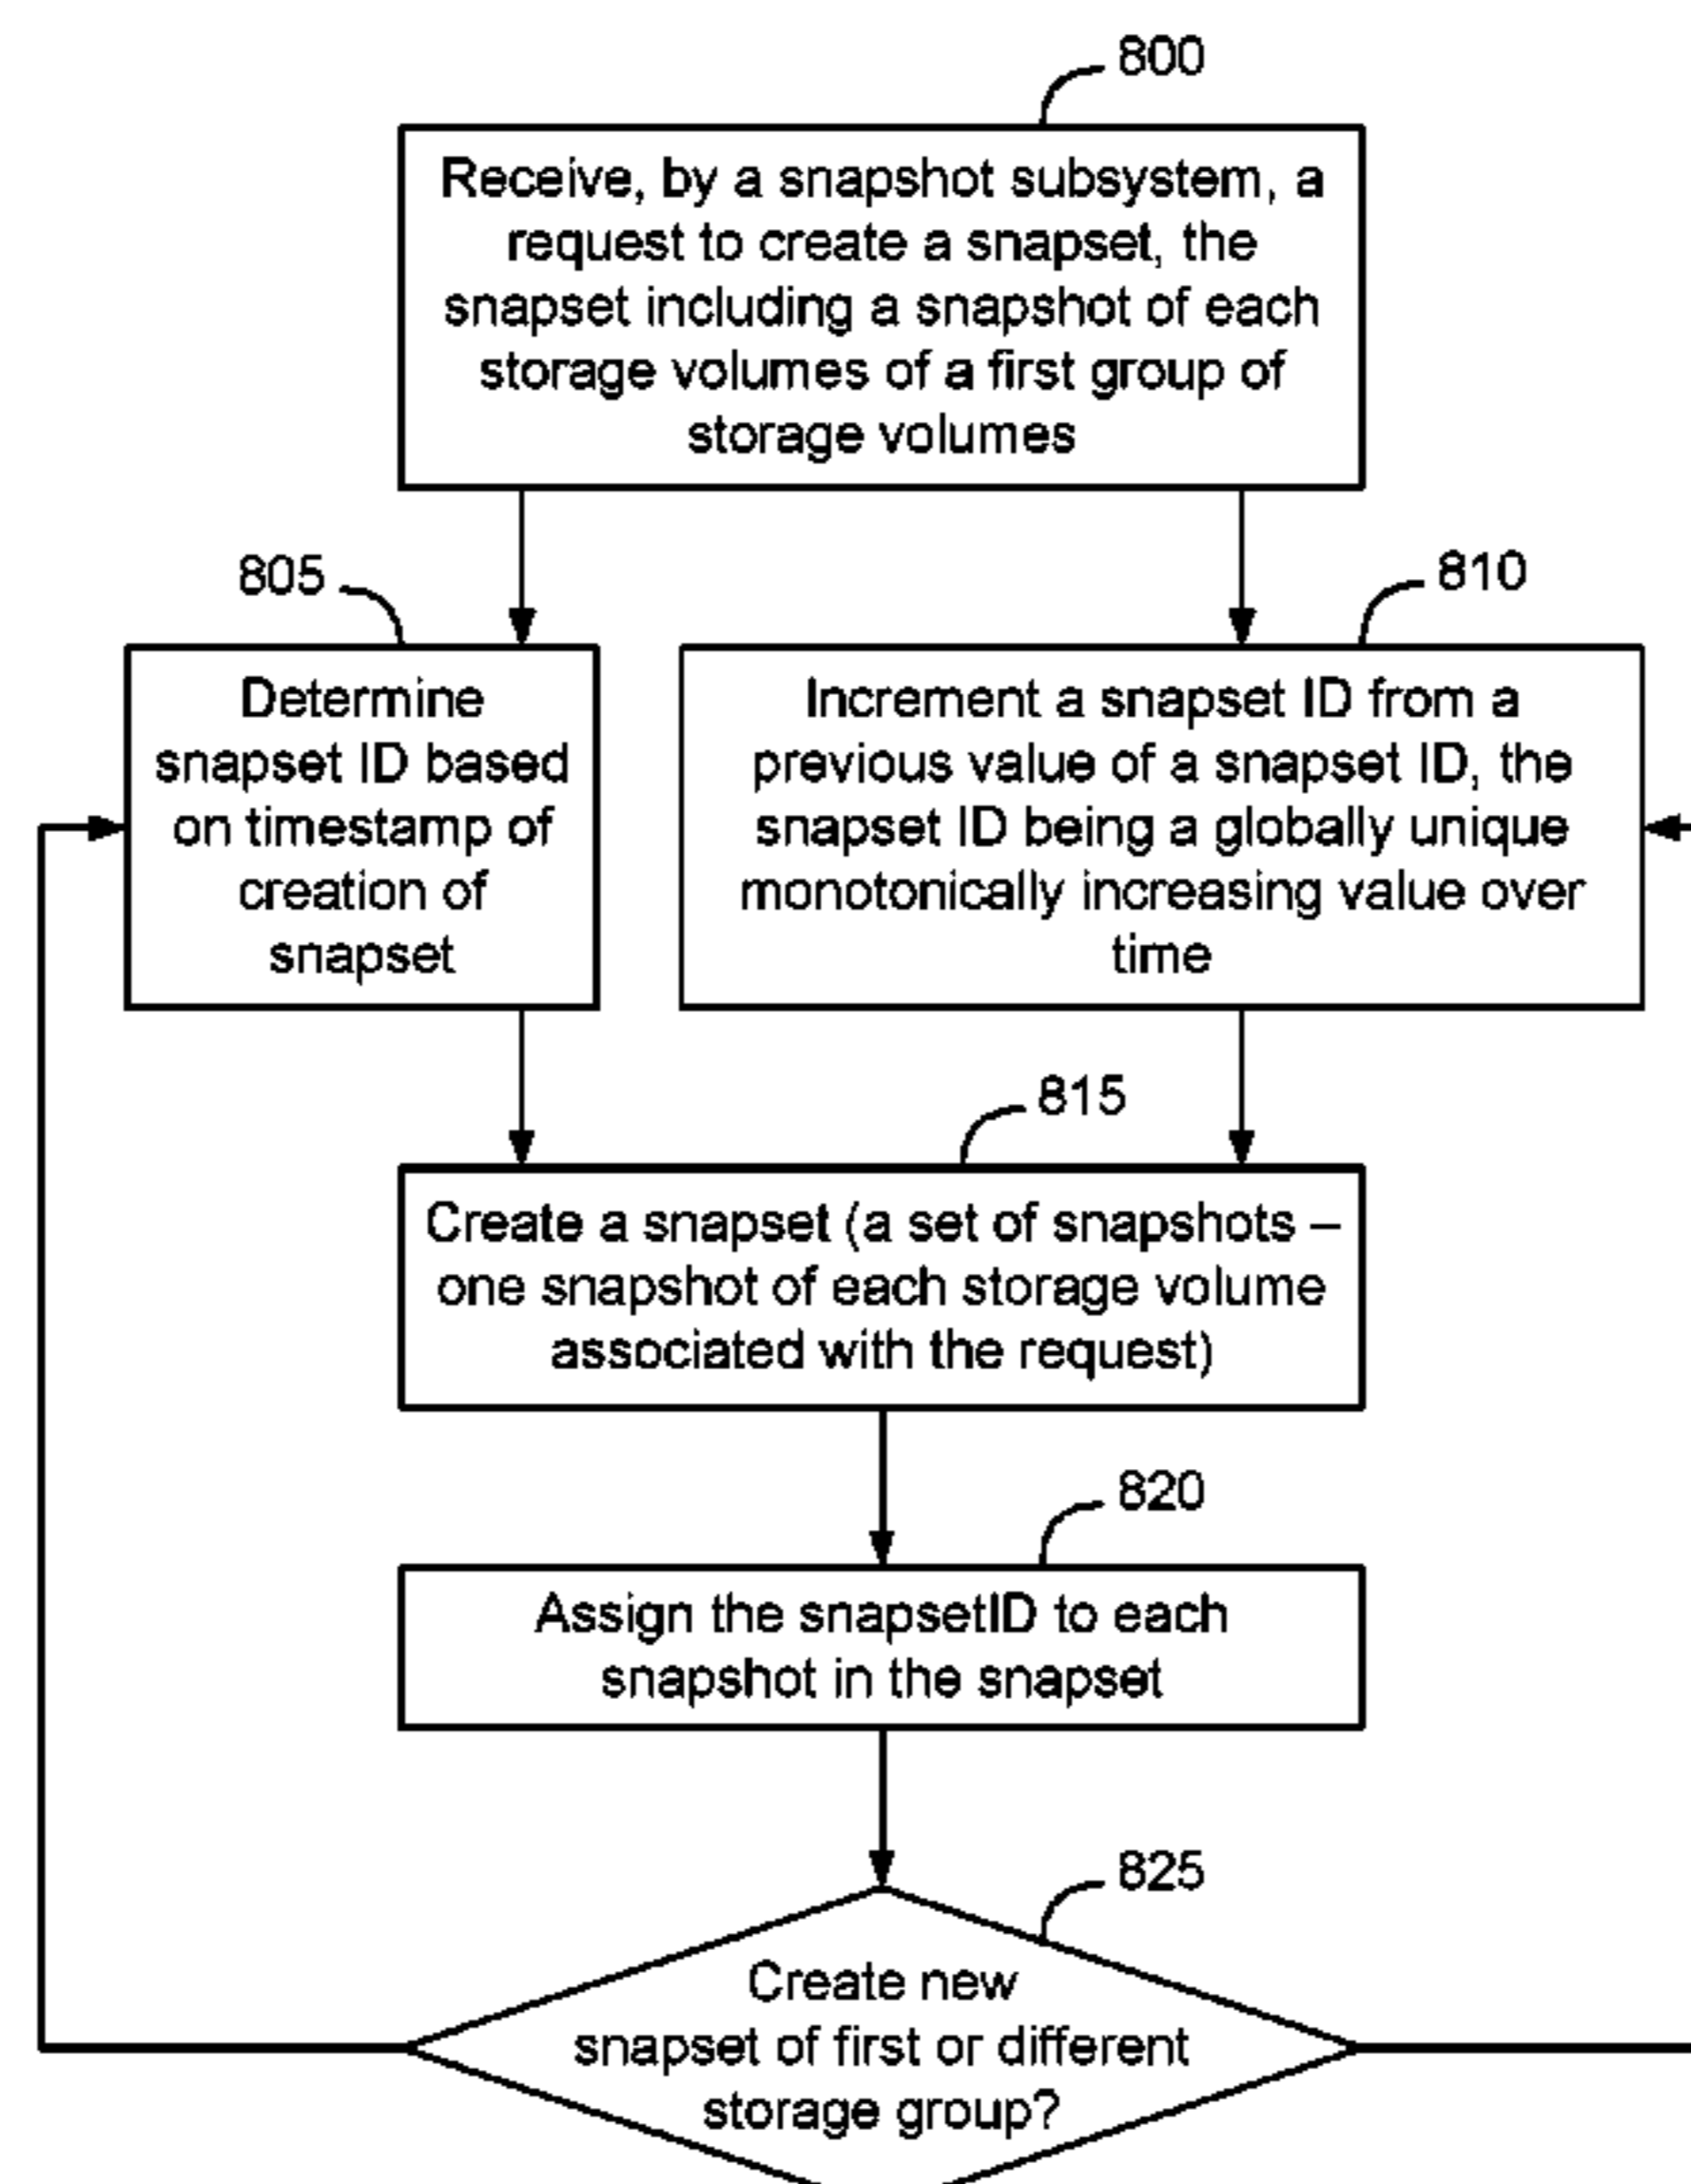 800
Receive, by a snapshot subsystem, a
request to create a snapset, the
snapset including a snapshot of each
storage volumes of a first group of
storage volumes
805
Determine
snapset ID based
on timestamp of
creation of
snapset
810
Increment a snapset ID from a
previous value of a snapset ID, the
snapset ID being a globally unique
monotonically increasing value over
time
815
Create a snapset (a set of snapshots –
one snapshot of each storage volume
associated with the request)
820
Assign the snapsetID to each
snapshot in the snapset
825
Create new
snapset of first or different
storage group?